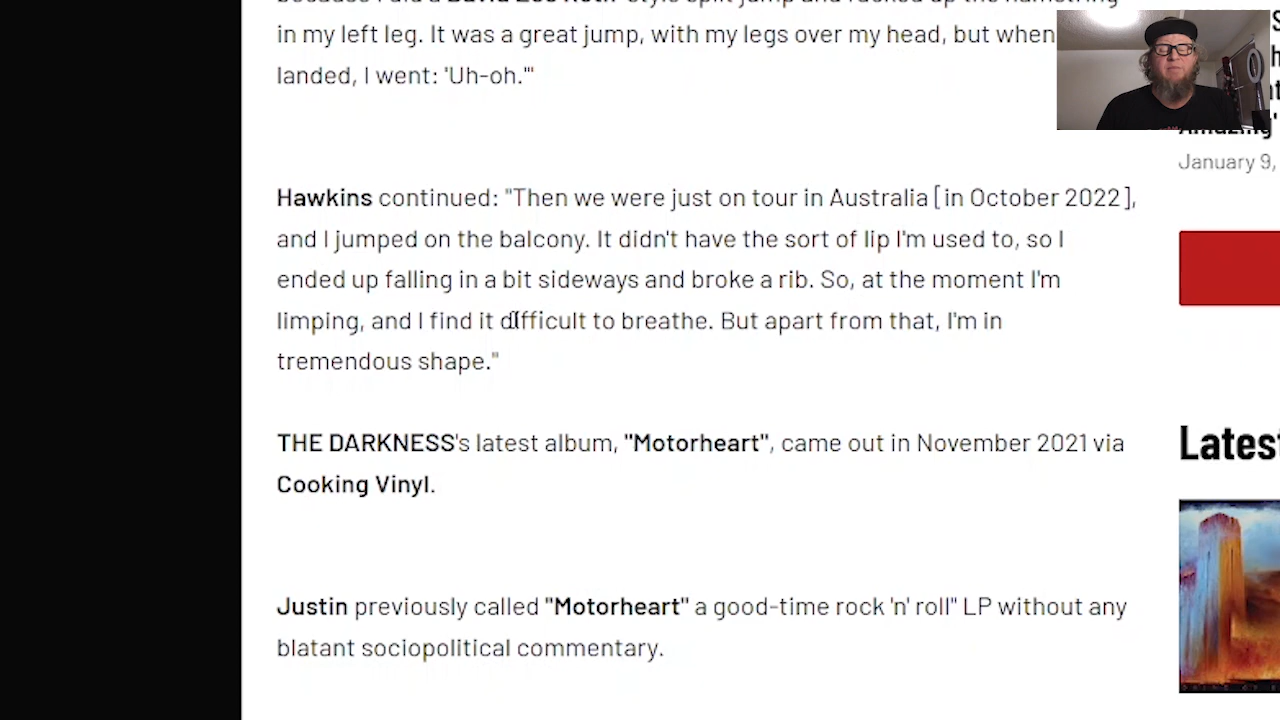 in my left leg. It was a great jump, with my legs over my head, but when
landed, I went: 'Uh-oh.'"
Hawkins continued: "Then we were just on tour in Australia [in October 2022],
and I jumped on the balcony. It didn't have the sort of lip I'm used to, so I
ended up falling in a bit sideways and broke a rib. So, at the moment I'm
limping, and I find it difficult to breathe. But apart from that, I'm in
tremendous shape."
THE DARKNESS's latest album, "Motorheart", came out in November 2021 via
Cooking Vinyl.
Justin previously called "Motorheart" a good-time rock 'n' roll" LP without any
blatant sociopolitical commentary.
January 9,
Latest